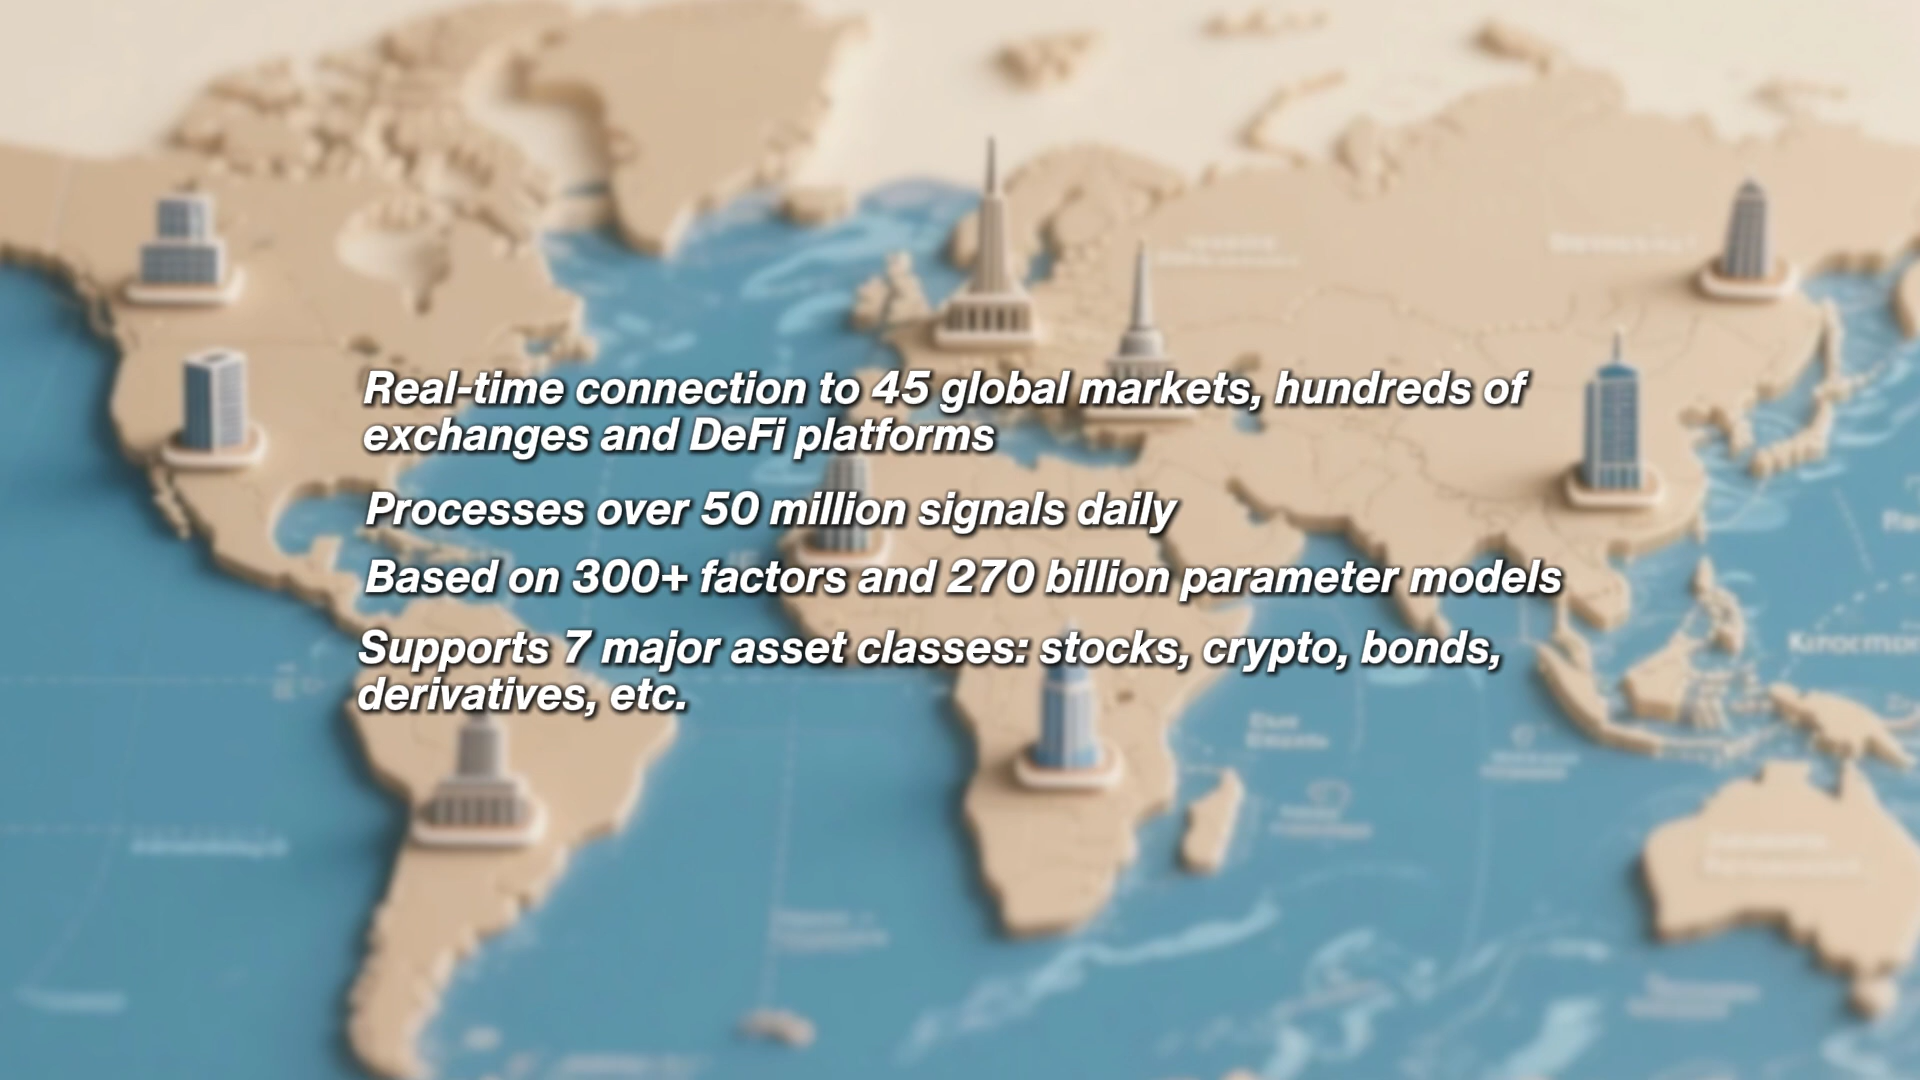 Real-time connection to 45 global markets, hundreds of
exchanges and DeFi platforms
Processes over 50 million signals daily
Based on 300+ factors and 270 billion parameter models
Supports 7 major asset classes: stocks, crypto, bonds,
derivatives, etc.